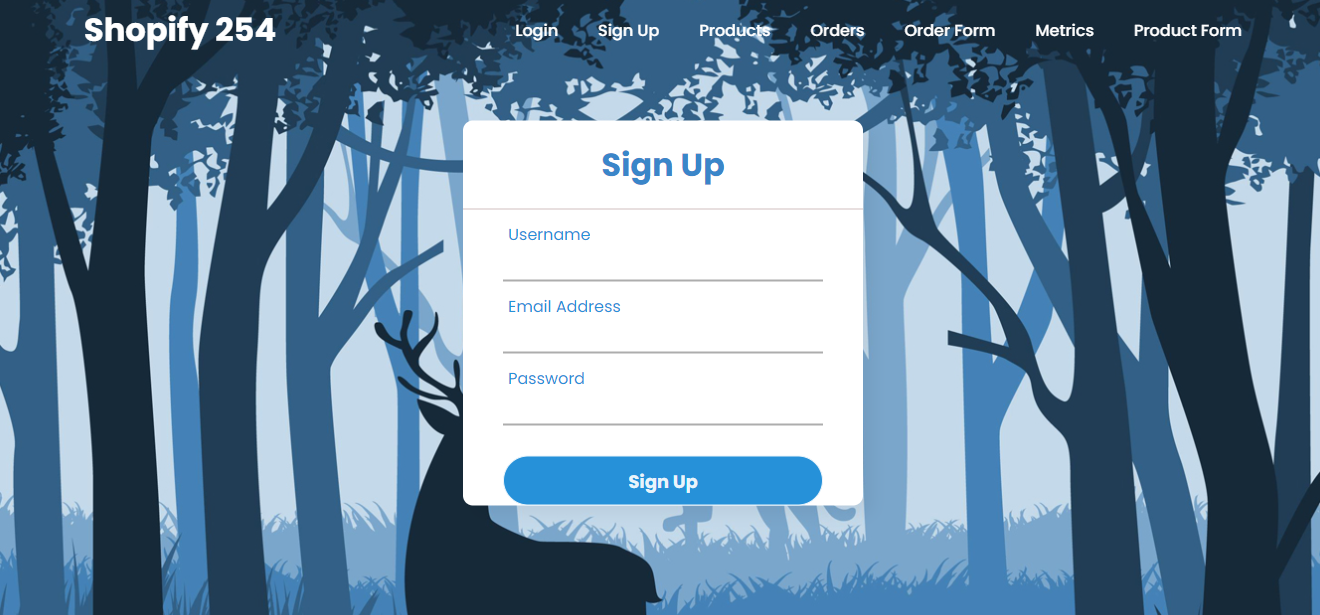 Shopify 254
Login Sign Up Products Orders Order Form Metrics Product Form
Sign Up
Username
Email Address
Password
Sign Up